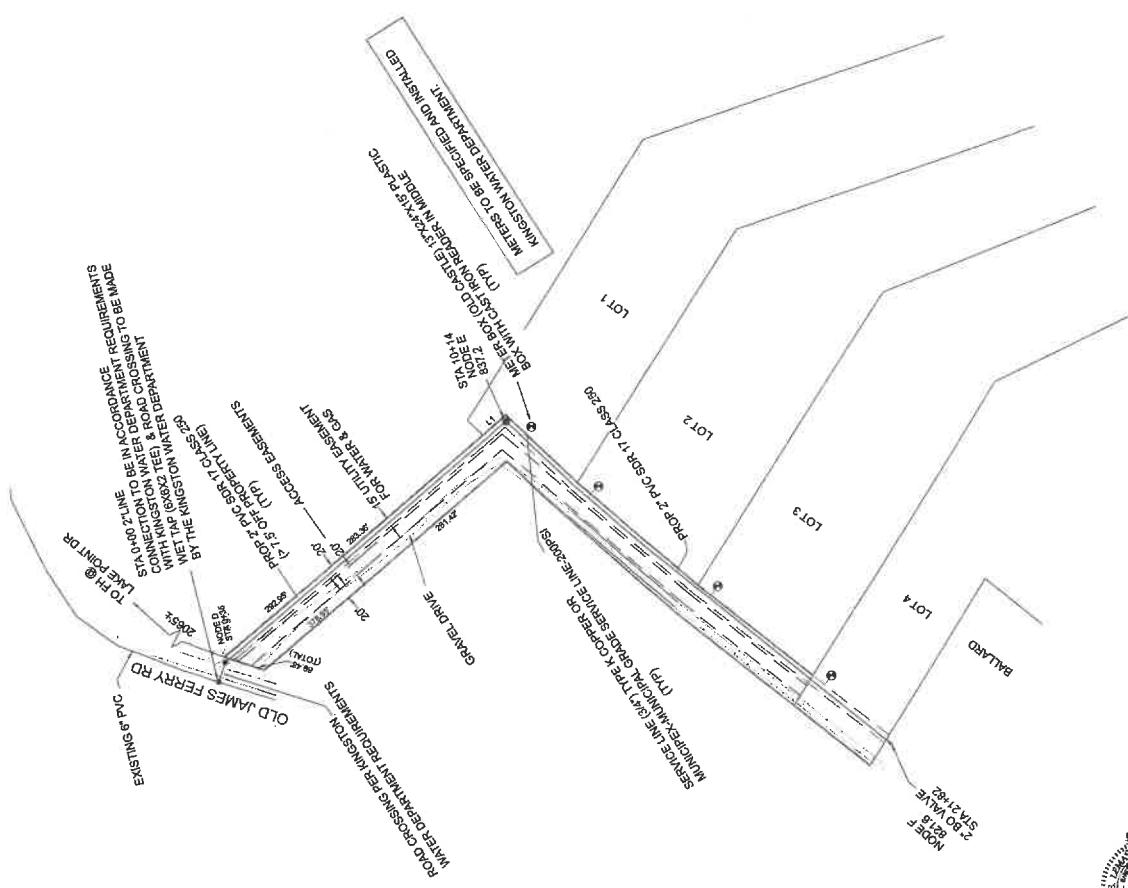 METERS TO BE SPECIFIED AND INSTALLED
KINGSTON WATER DEPARTMENT.
STA 0+00 2"LINE
CONNECTION TO BE IN ACCORDANCE REQUIREMENTS
WITH KINGSTON WATER DEPARTMENT
WET TAP (6X6X2 TEE) & ROAD CROSSING TO BE MADE
BY THE KINGSTON WATER DEPARTMENT
TO FH @
LAKE POINT DR
2065'±
EXISTING 6" PVC
OLD JAMES FERRY RD
NODE D
PROP 2" PVC SDR 17 CLASS 250
(> 7.5' OFF PROPERTY LINE)
(TYP)
ACCESS EASEMENTS
15' UTILITY EASEMENT
FOR WATER & GAS
292.95'
20'
20'
283.36'
20'
281.42'
69.45'
(TOTAL)
GRAVEL DRIVE
ROAD CROSSING PER KINGSTON
WATER DEPARTMENT REQUIREMENTS
STA 10+14
NODE E
837.2
METER BOX (OLD CASTLE) 13"X24"X15" PLASTIC
BOX WITH CAST IRON READER IN MIDDLE
(TYP)
SERVICE LINE (3/4") TYPE K COPPER OR
MUNICIPEX-MUNICIPAL GRADE SERVICE LINE-200PSI
(TYP)
PROP 2" PVC SDR 17 CLASS 250
LOT 1
LOT 2
LOT 3
LOT 4
BALLARD
NODE F
821.8
2" BO VALVE
STA 21+82